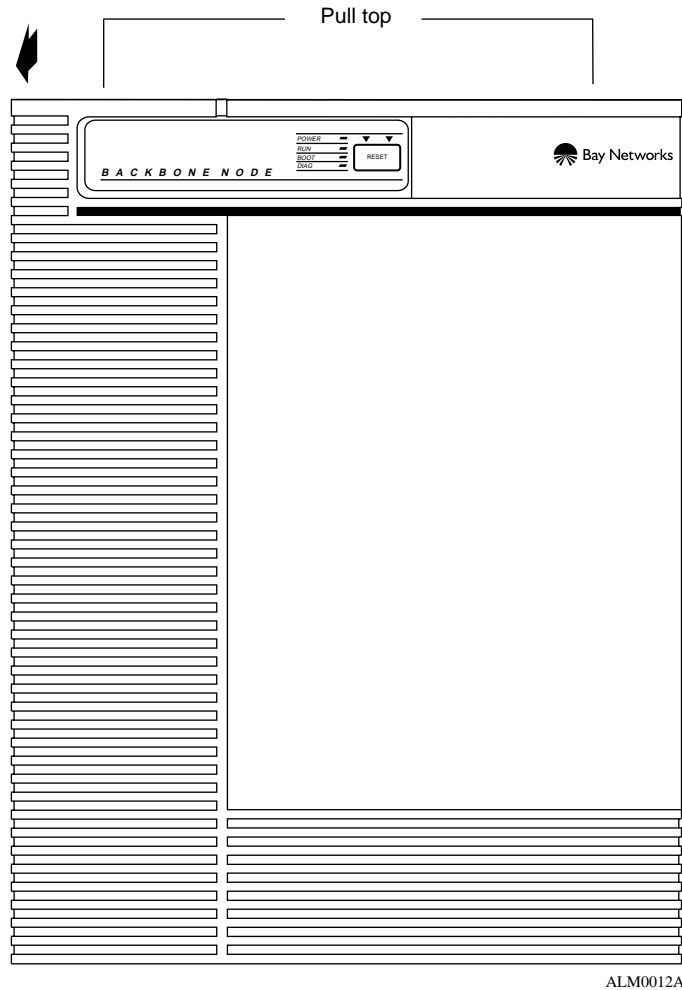 Pull top
POWER
RUN
BOOT
DIAG
RESET
BACKBONE NODE
Bay Networks
ALM0012A